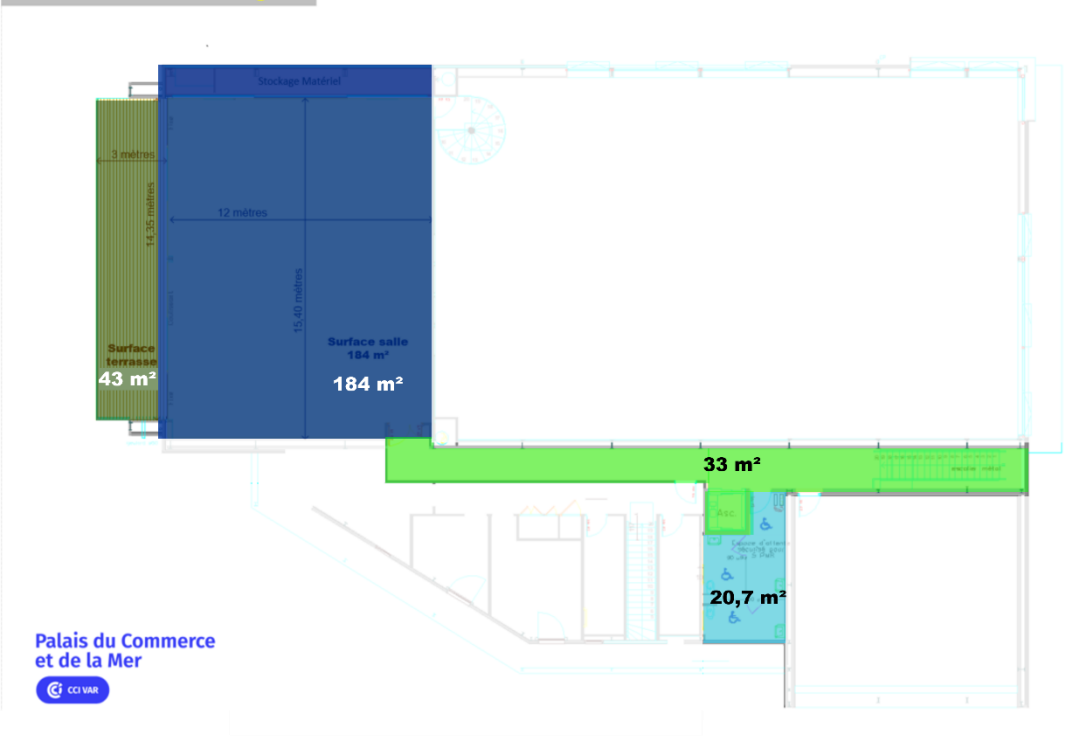 Stockage Matériel
3 mètres
14,35 mètres
12 mètres
15,40 mètres
Surface salle
184 m²
184 m²
Surface
terrasse
43 m²
33 m²
Asc
20,7 m²
Palais du Commerce
et de la Mer
CCI VAR